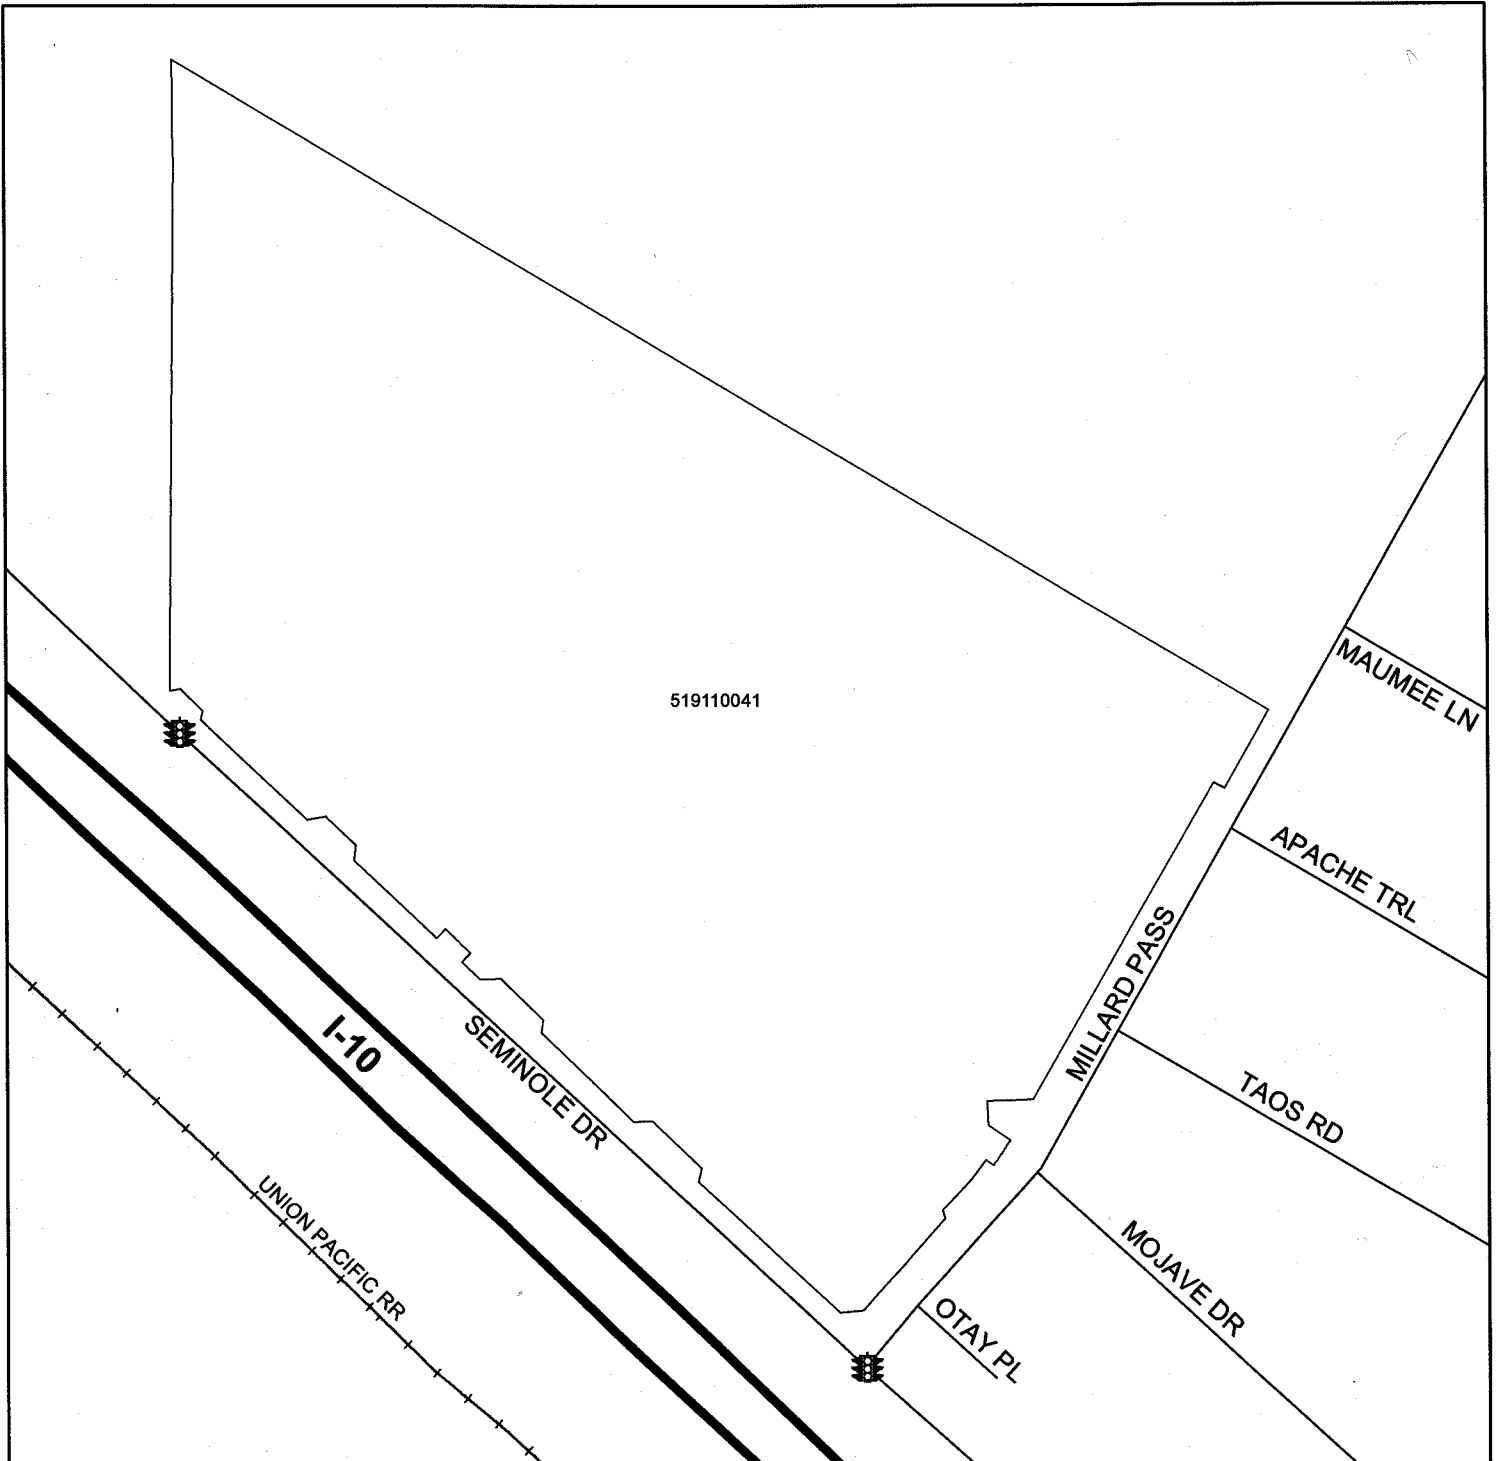 519110041
MAUMEE LN
APACHE TRL
MILLARD PASS
I-10
SEMINOLE DR
TAOS RD
UNION PACIFIC RR
MOJAVE DR
OTAY PL